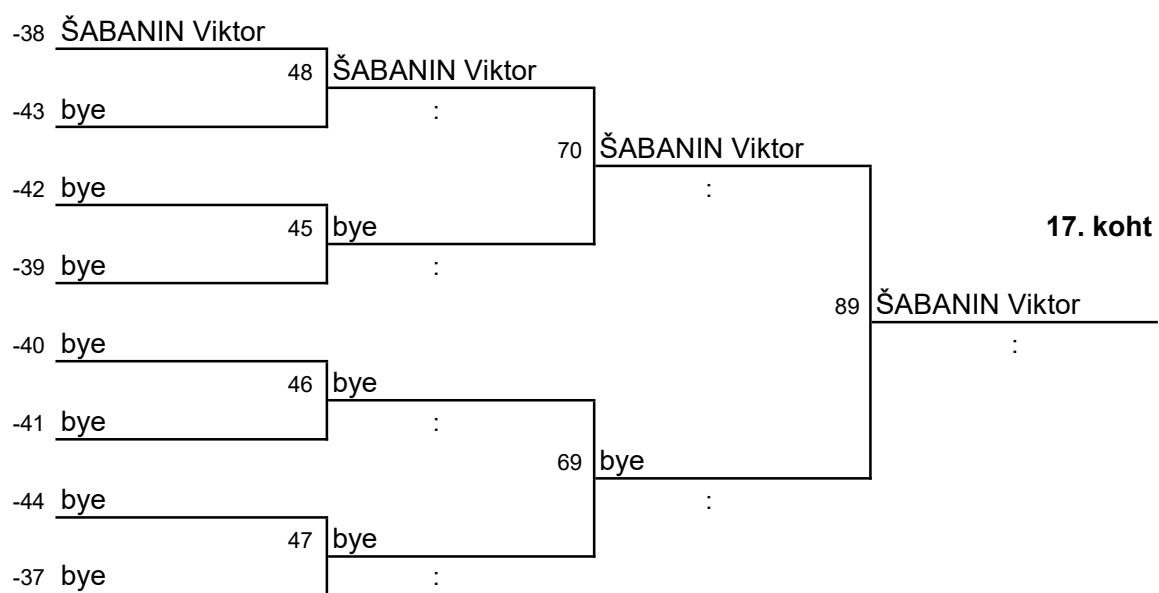 -38 ŠABANIN Viktor
48 ŠABANIN Viktor
-43 bye :
70 ŠABANIN Viktor
-42 bye :
45 bye 17. koht
-39 bye :
89 ŠABANIN Viktor
-40 bye :
46 bye
-41 bye :
69 bye
-44 bye :
47 bye
-37 bye :